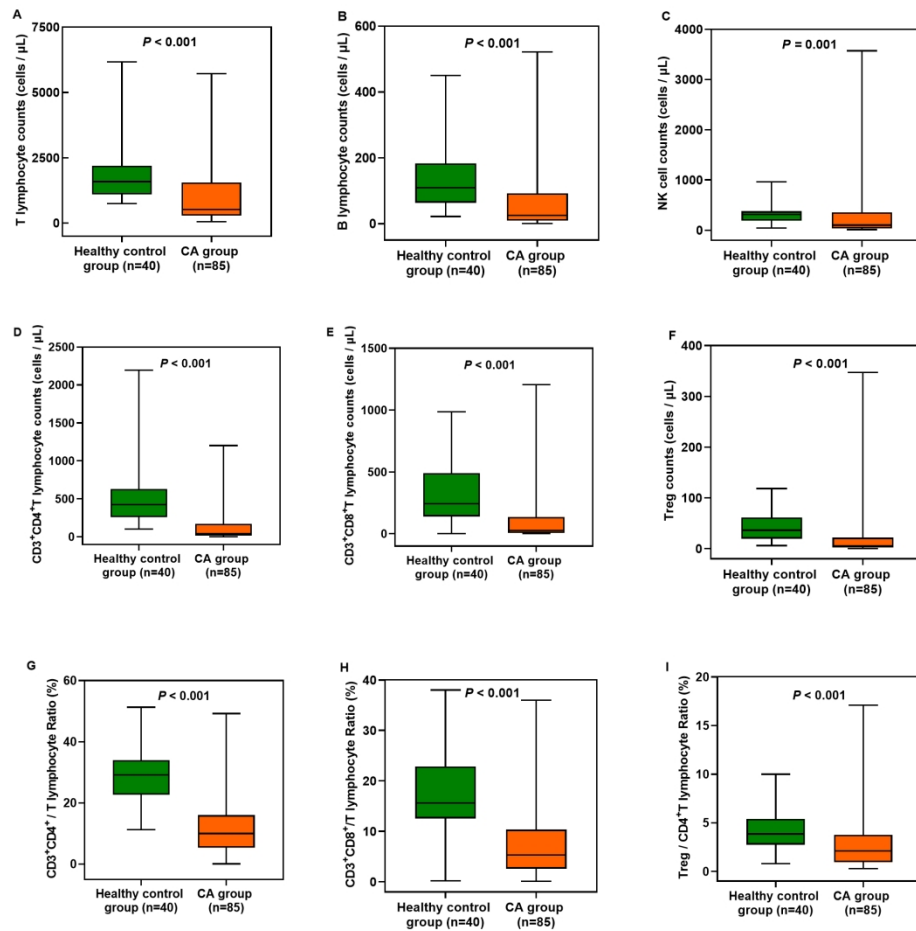 A
T lymphocyte counts (cells / μL)
7500
5000
2500
0
P < 0.001
Healthy control
group (n=40)
CA group
(n=85)
B
B lymphocyte counts (cells / μL)
600
400
200
0
P < 0.001
Healthy control
group (n=40)
CA group
(n=85)
C
NK cell counts (cells / μL)
4000
3000
2000
1000
0
P = 0.001
Healthy control
group (n=40)
CA group
(n=85)
D
CD3+CD4+T lymphocyte counts (cells / μL)
2500
2000
1500
1000
500
0
P < 0.001
Healthy control
group (n=40)
CA group
(n=85)
E
CD3+CD8+T lymphocyte counts (cells / μL)
1500
1000
500
0
P < 0.001
Healthy control
group (n=40)
CA group
(n=85)
F
Treg counts (cells / μL)
400
300
200
100
0
P < 0.001
Healthy control
group (n=40)
CA group
(n=85)
G
CD3+CD4+/ T lymphocyte Ratio (%)
60
40
20
0
P < 0.001
Healthy control
group (n=40)
CA group
(n=85)
H
CD3+CD8+/T lymphocyte Ratio (%)
40
30
20
10
0
P < 0.001
Healthy control
group (n=40)
CA group
(n=85)
I
Treg / CD4+T lymphocyte Ratio (%)
20
15
10
5
0
P < 0.001
Healthy control
group (n=40)
CA group
(n=85)